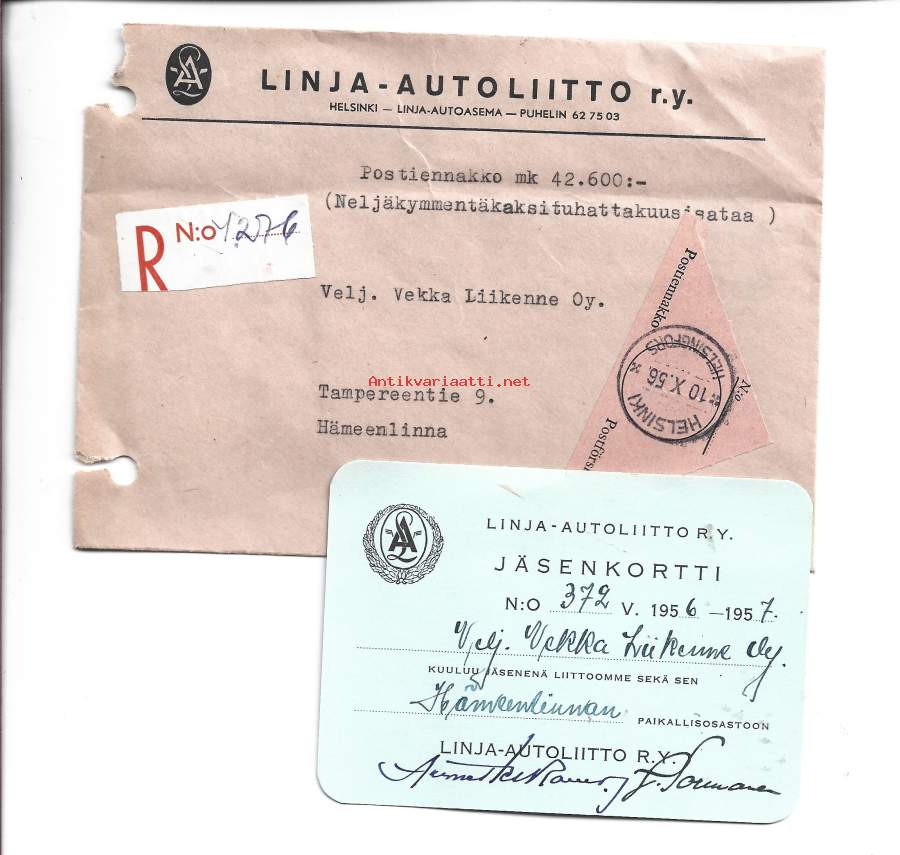 LINJA-AUTOLIITTO r.y.
HELSINKI — LINJA-AUTOASEMA — PUHELIN 62 75 03
Postiennakko mk 42.600:-
(Neljäkymmentäkaksituhattakuusisataa )
R N:o 1276
Velj. Vekka Liikenne Oy.
Postiennakko
N:o
HELSINKI
* 10 X.56 *
HELSINGFORS
Antikvariaatti.net
Tampereentie 9.
Hämeenlinna
LINJA-AUTOLIITTO R.Y.
JÄSENKORTTI
N:O 372 V. 1956 —1957.
Velj. Vekka Liikenne Oy.
KUULUU JÄSENENÄ LIITTOOMME SEKÄ SEN
Hämeenlinnan PAIKALLISOSASTOON
LINJA-AUTOLIITTO R.Y.